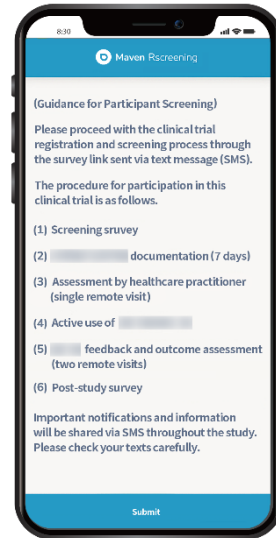 8:30
Maven Rscreening
(Guidance for Participant Screening)
Please proceed with the clinical trial
registration and screening process through
the survey link sent via text message (SMS).
The procedure for participation in this
clinical trial is as follows.
(1) Screening sruvey
(2) documentation (7 days)
(3) Assessment by healthcare practitioner
(single remote visit)
(4) Active use of
(5) feedback and outcome assessment
(two remote visits)
(6) Post-study survey
Important notifications and information
will be shared via SMS throughout the study.
Please check your texts carefully.
Submit